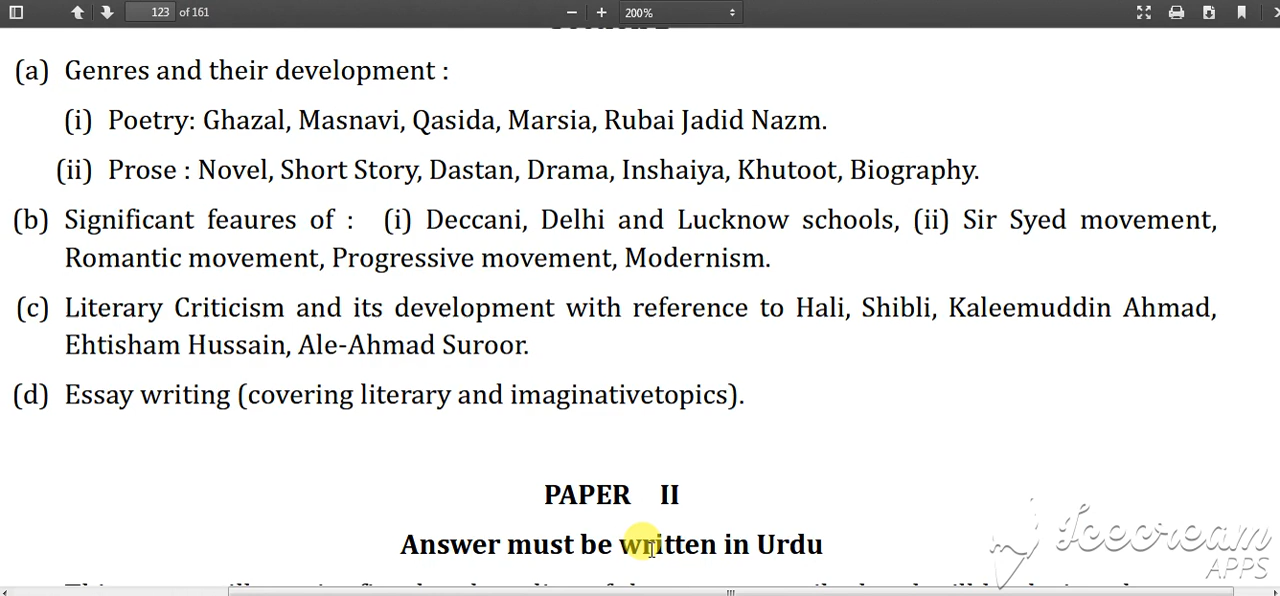 123 of 161
200%
(a) Genres and their development :
(i) Poetry: Ghazal, Masnavi, Qasida, Marsia, Rubai Jadid Nazm.
(ii) Prose : Novel, Short Story, Dastan, Drama, Inshaiya, Khutoot, Biography.
(b) Significant feaures of : (i) Deccani, Delhi and Lucknow schools, (ii) Sir Syed movement,
Romantic movement, Progressive movement, Modernism.
(c) Literary Criticism and its development with reference to Hali, Shibli, Kaleemuddin Ahmad,
Ehtisham Hussain, Ale-Ahmad Suroor.
(d) Essay writing (covering literary and imaginativetopics).
PAPER II
Answer must be written in Urdu
Icecream
APPS